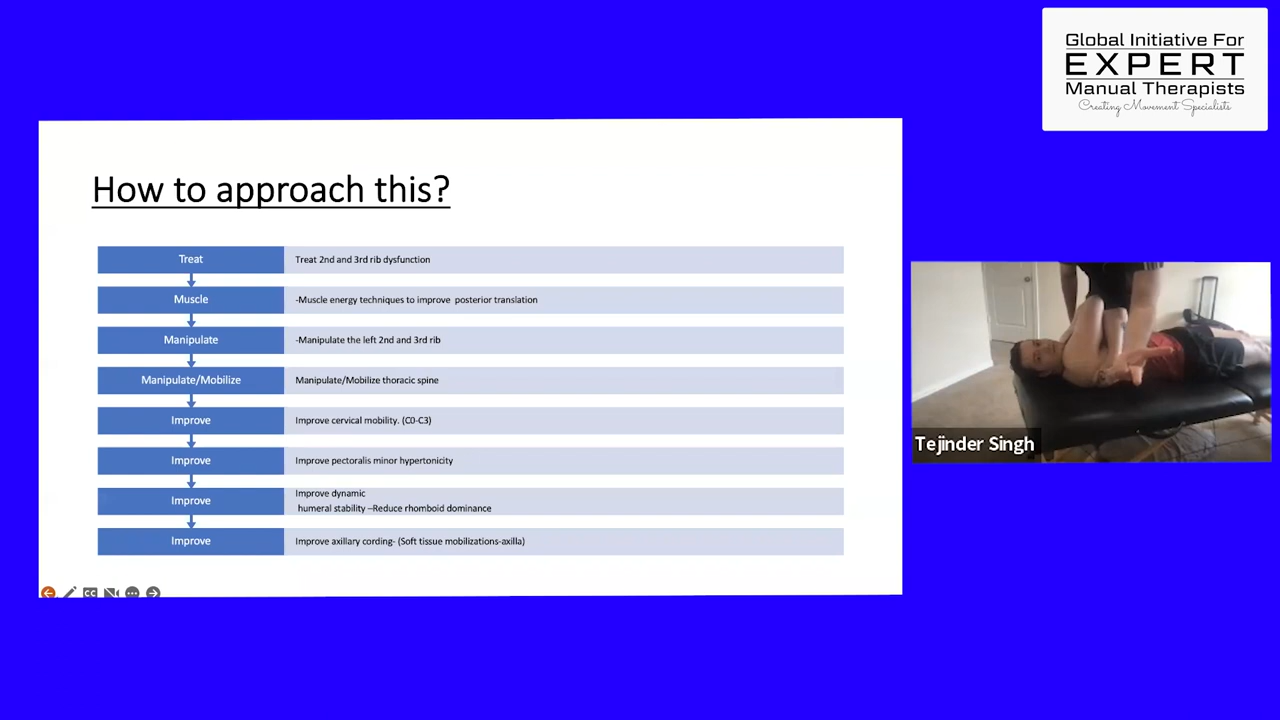 Global Initiative For
EXPERT
Manual Therapists
Creating Movement Specialists
How to approach this?
Treat
Treat 2nd and 3rd rib dysfunction
Muscle
-Muscle energy techniques to improve posterior translation
Manipulate
-Manipulate the left 2nd and 3rd rib
Manipulate/Mobilize
Manipulate/Mobilize thoracic spine
Improve
Improve cervical mobility. (C0-C3)
Improve
Improve pectoralis minor hypertonicity
Improve
Improve dynamic
humeral stability –Reduce rhomboid dominance
Improve
Improve axillary cording- (Soft tissue mobilizations-axilla)
CC
Tejinder Singh